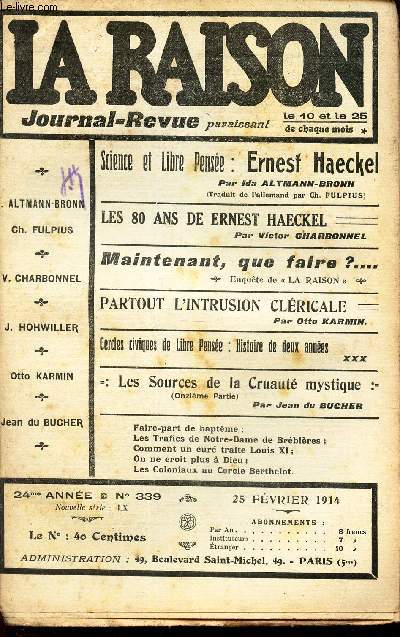 le-livre.com
LA RAISON
Journal-Revue paraissant le 10 et le 25
de chaque mois
. ALTMANN-BRONN
Ch. FULPIUS
V. CHARBONNEL
J. HOHWILLER
Otto KARMIN
Jean du BUCHER
Science et Libre Pensée : Ernest Haeckel
Par Ida ALTMANN-BRONN
(Traduit de l'allemand par Ch. FULPIUS)
LES 80 ANS DE ERNEST HAECKEL
Par Victor CHARBONNEL
Maintenant, que faire ?....
Enquête de « LA RAISON »
PARTOUT L'INTRUSION CLÉRICALE
Par Otto KARMIN.
Cercles civiques de Libre Pensée : Histoire de deux années
XXX
-: Les Sources de la Cruauté mystique :-
(Onzième Partie)
Par Jean du BUCHER
Faire-part de baptême ;
Les Trafics de Notre-Dame de Brébières ;
Comment un curé traite Louis XI ;
On ne croit plus à Dieu ;
Les Coloniaux au Cercle Berthelot.
24me ANNÉE Nº 339
Nouvelle série : LX
Le Nº : 40 Centimes
25 FÉVRIER 1914
ABONNEMENTS :
Par An . . . . . . . . . . 8 francs
Instituteurs . . . . . . . 7 »
Étranger . . . . . . . . . 10 »
ADMINISTRATION : 49, Boulevard Saint-Michel, 49. - PARIS (5me)